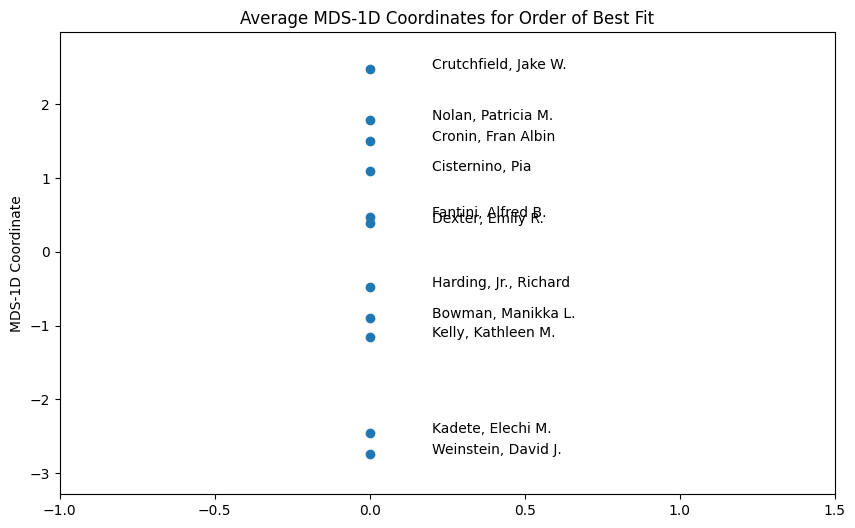 Average MDS-1D Coordinates for Order of Best Fit
MDS-1D Coordinate
2
1
0
−1
−2
−3
Crutchfield, Jake W.
Nolan, Patricia M.
Cronin, Fran Albin
Cisternino, Pia
Fantini, Alfred B.
Dexter, Emily R.
Harding, Jr., Richard
Bowman, Manikka L.
Kelly, Kathleen M.
Kadete, Elechi M.
Weinstein, David J.
−1.0 −0.5 0.0 0.5 1.0 1.5